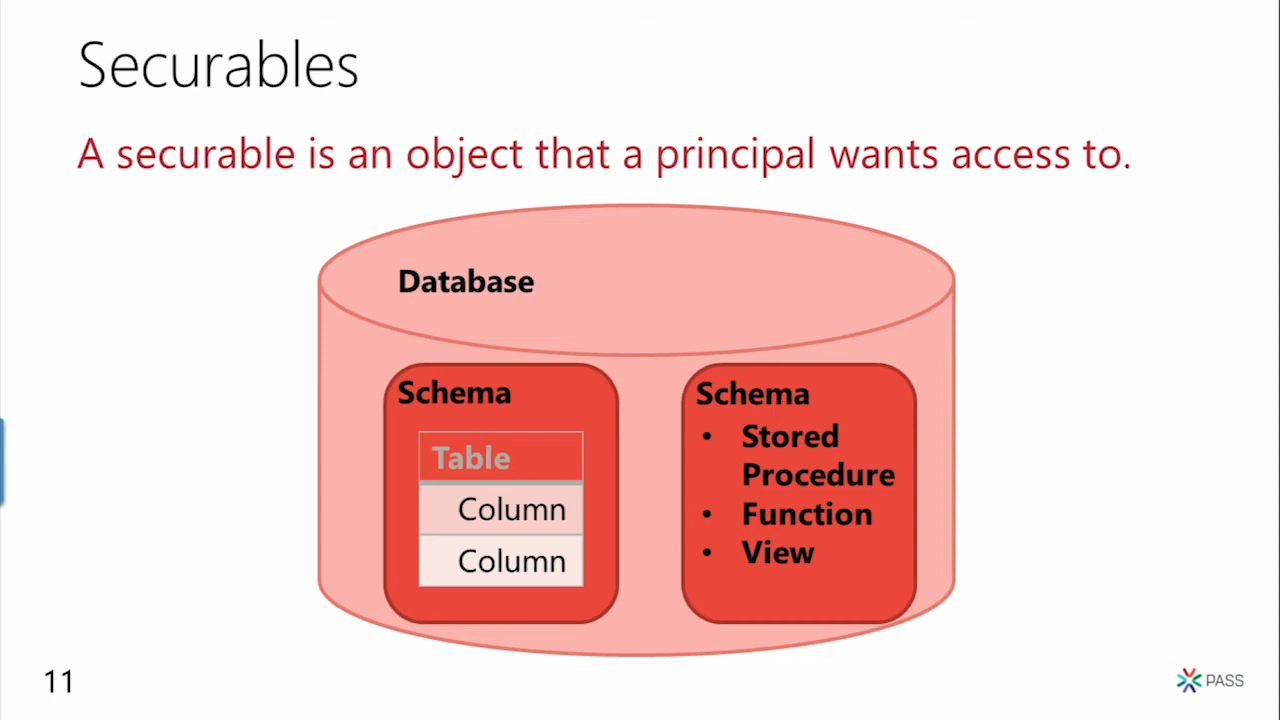 Securables
A securable is an object that a principal wants access to.
Database
Schema
Table
Column
Column
Schema
• Stored
Procedure
• Function
• View
11
PASS